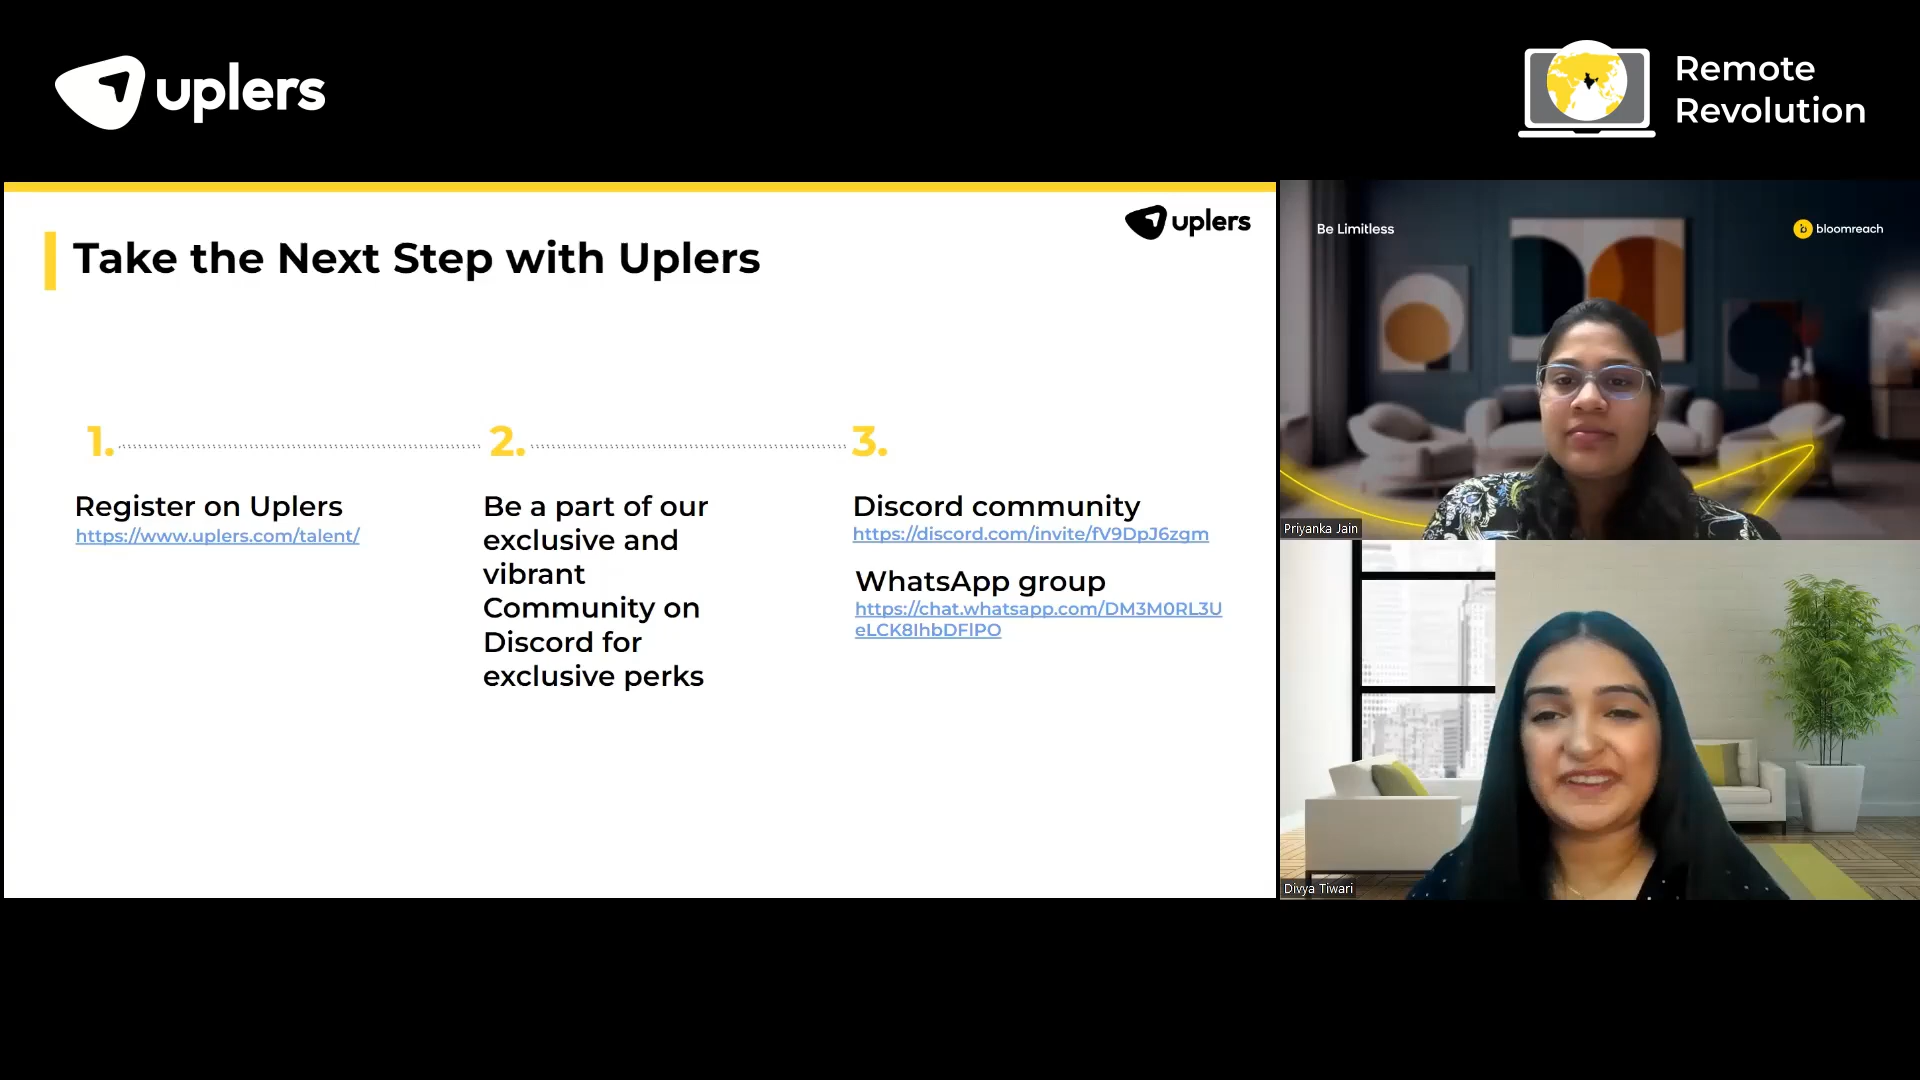 uplers
Remote
Revolution
uplers
Take the Next Step with Uplers
1.
2.
3.
Register on Uplers
https://www.uplers.com/talent/
Be a part of our
exclusive and
vibrant
Community on
Discord for
exclusive perks
Discord community
https://discord.com/invite/fV9DpJ6zgm
WhatsApp group
https://chat.whatsapp.com/DM3M0RL3U
eLCK8IhbDFlPO
Be Limitless
bloomreach
Priyanka Jain
Divya Tiwari